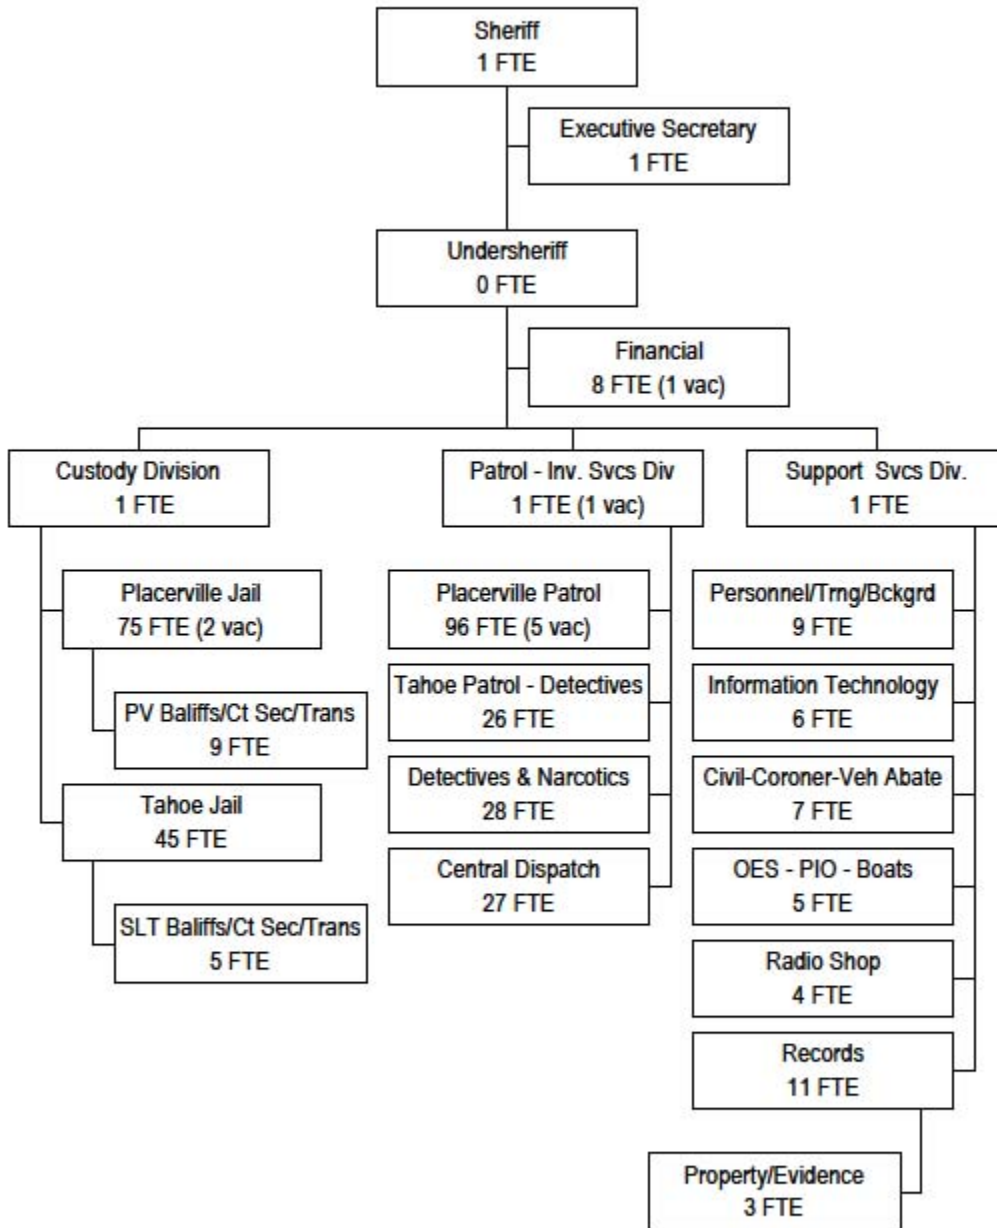 Sheriff
1 FTE
Executive Secretary
1 FTE
Undersheriff
0 FTE
Financial
8 FTE (1 vac)
Custody Division
1 FTE
Patrol - Inv. Svcs Div
1 FTE (1 vac)
Support Svcs Div.
1 FTE
Placerville Jail
75 FTE (2 vac)
PV Baliffs/Ct Sec/Trans
9 FTE
Tahoe Jail
45 FTE
SLT Baliffs/Ct Sec/Trans
5 FTE
Placerville Patrol
96 FTE (5 vac)
Tahoe Patrol - Detectives
26 FTE
Detectives & Narcotics
28 FTE
Central Dispatch
27 FTE
Personnel/Trng/Bckgrd
9 FTE
Information Technology
6 FTE
Civil-Coroner-Veh Abate
7 FTE
OES - PIO - Boats
5 FTE
Radio Shop
4 FTE
Records
11 FTE
Property/Evidence
3 FTE